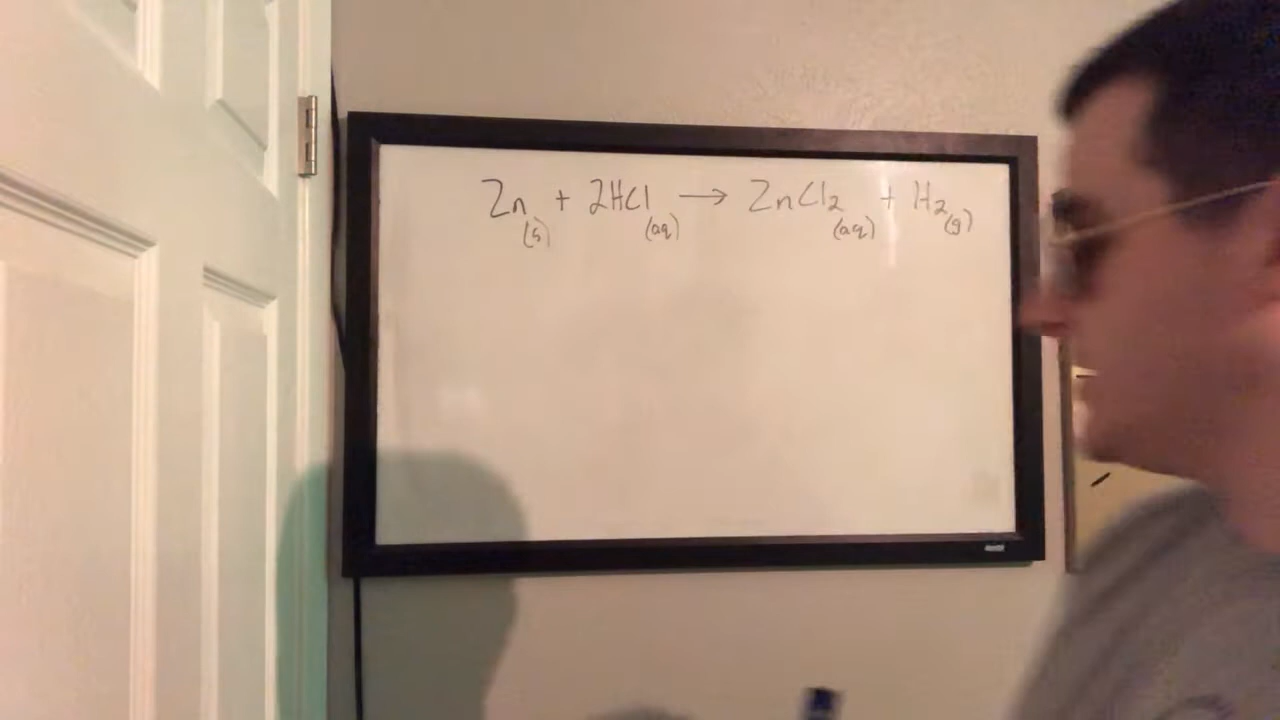 Zn(s) + 2HCl(aq) → ZnCl₂(aq) + H₂(g)